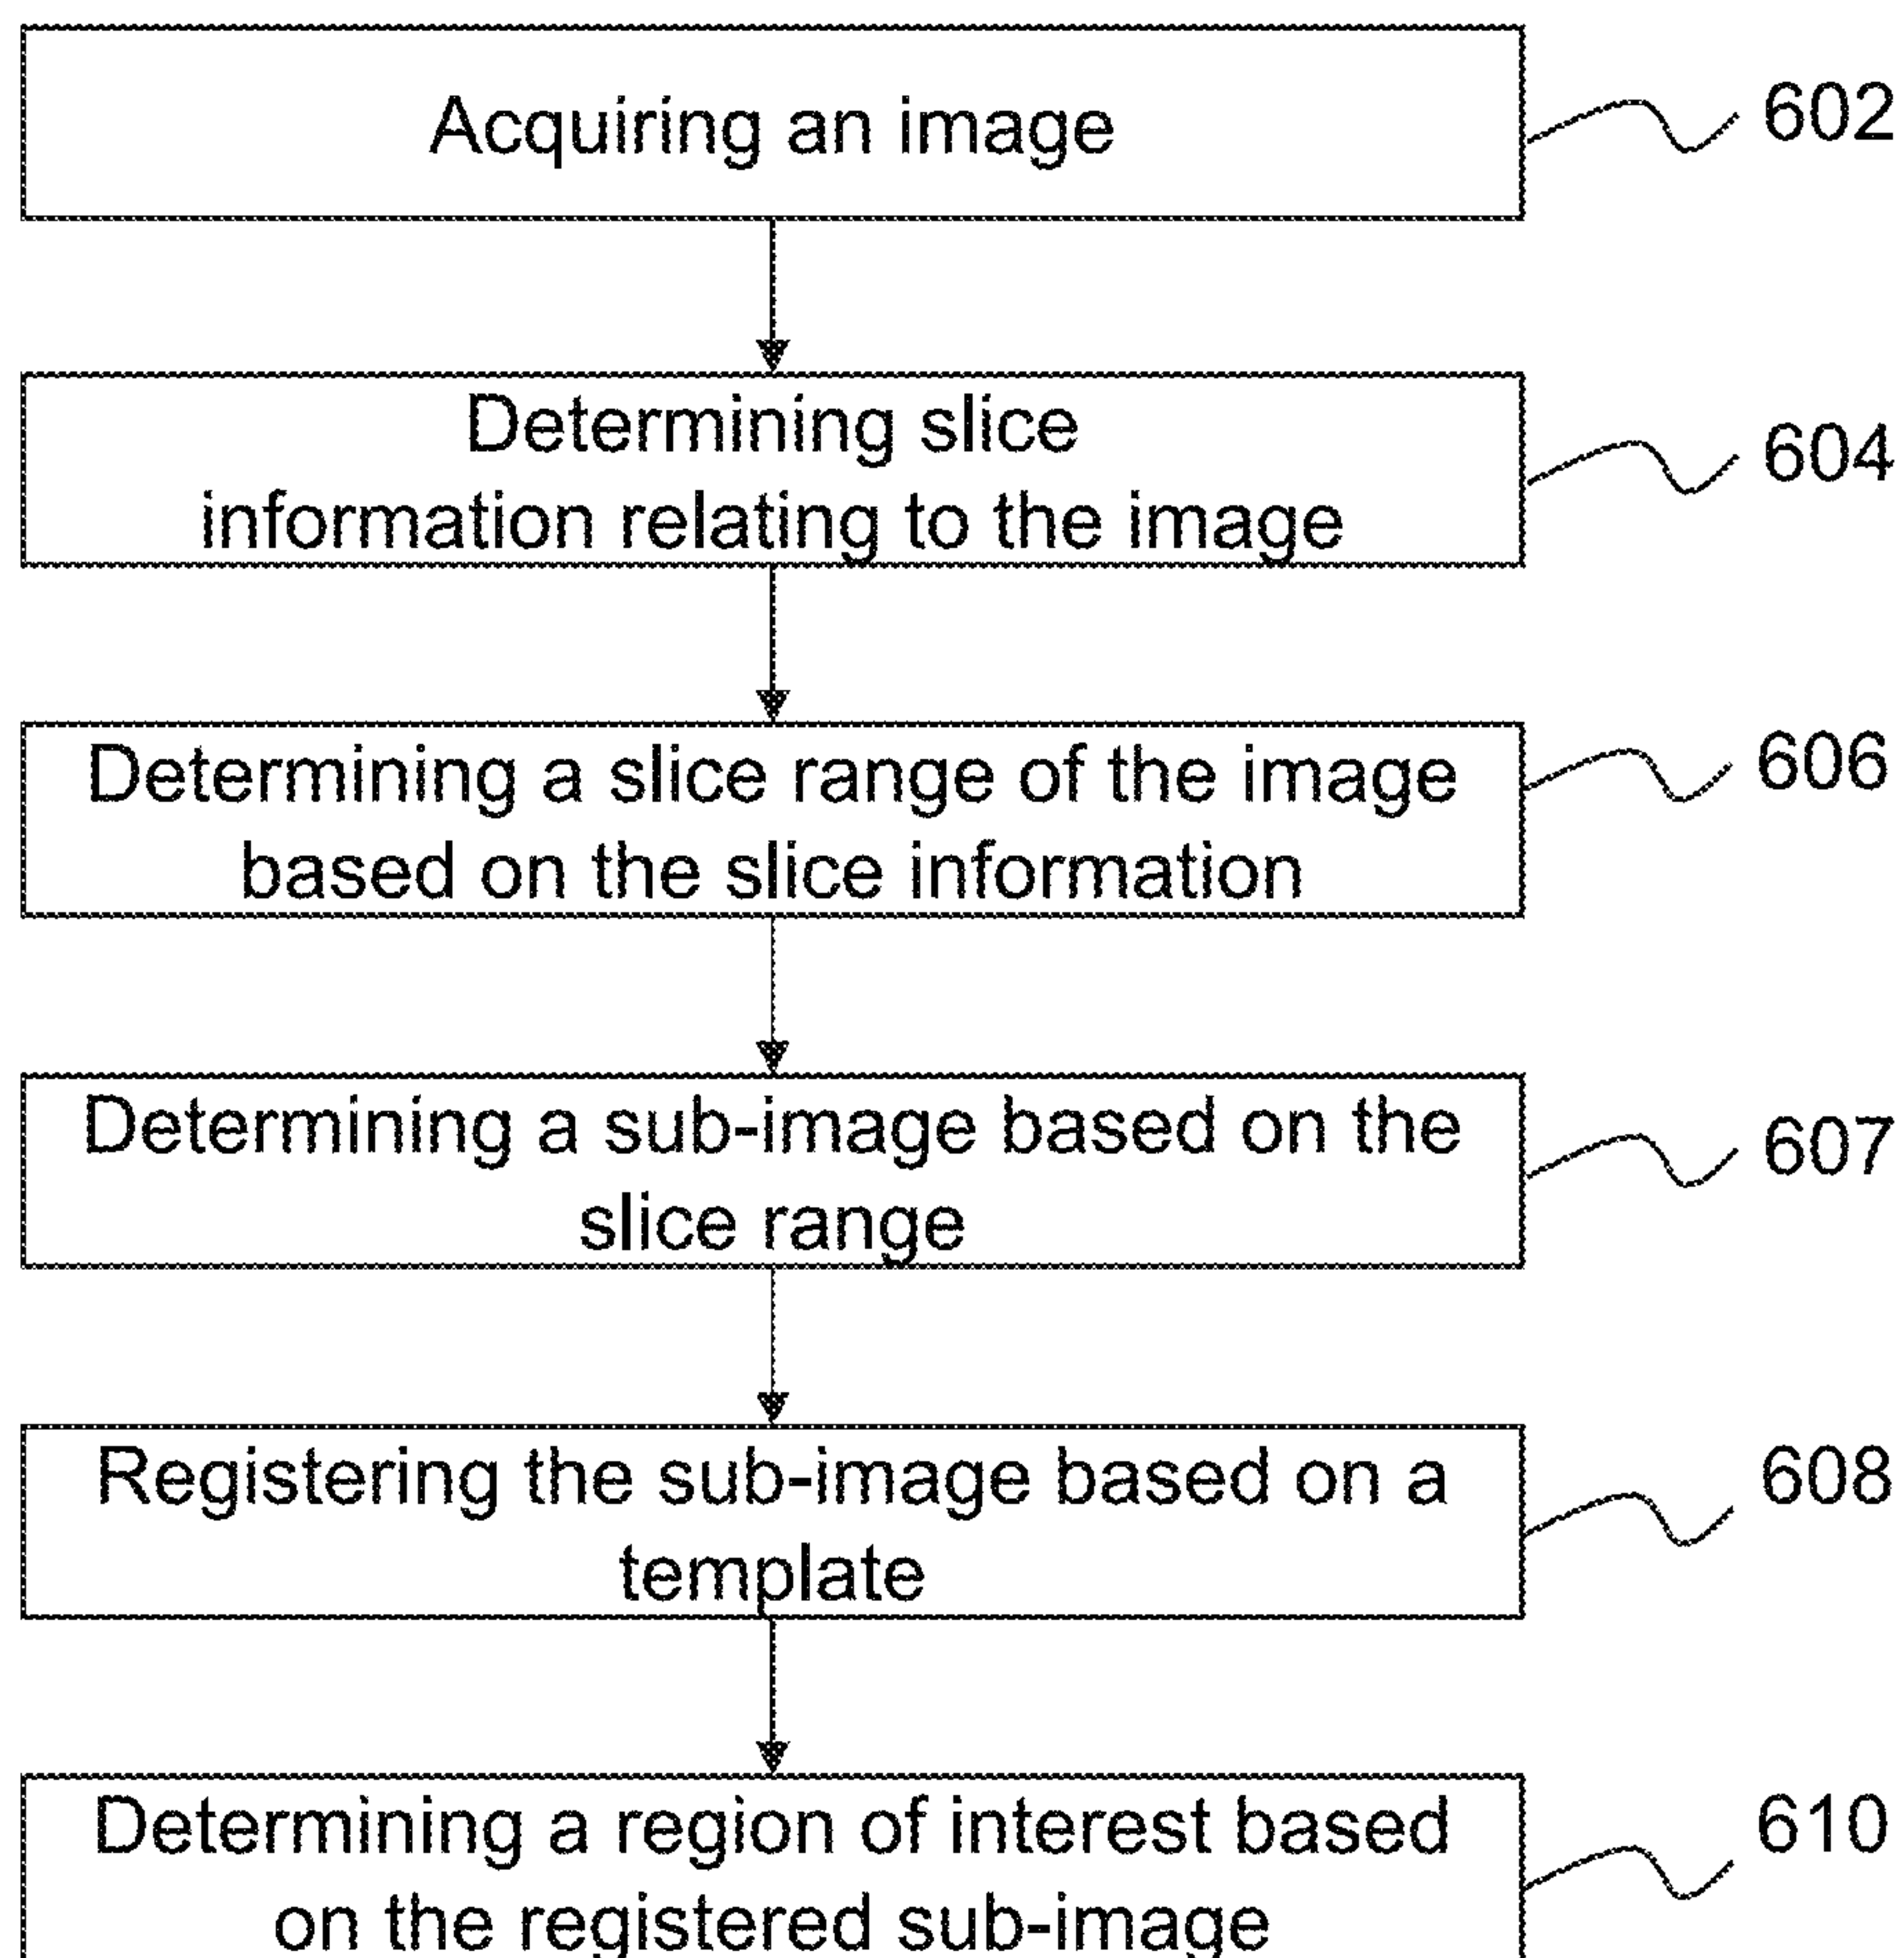 Acquiring an image
602
Determining slice
information relating to the image
604
Determining a slice range of the image
based on the slice information
606
Determining a sub-image based on the
slice range
607
Registering the sub-image based on a
template
608
Determining a region of interest based
on the registered sub-image
610